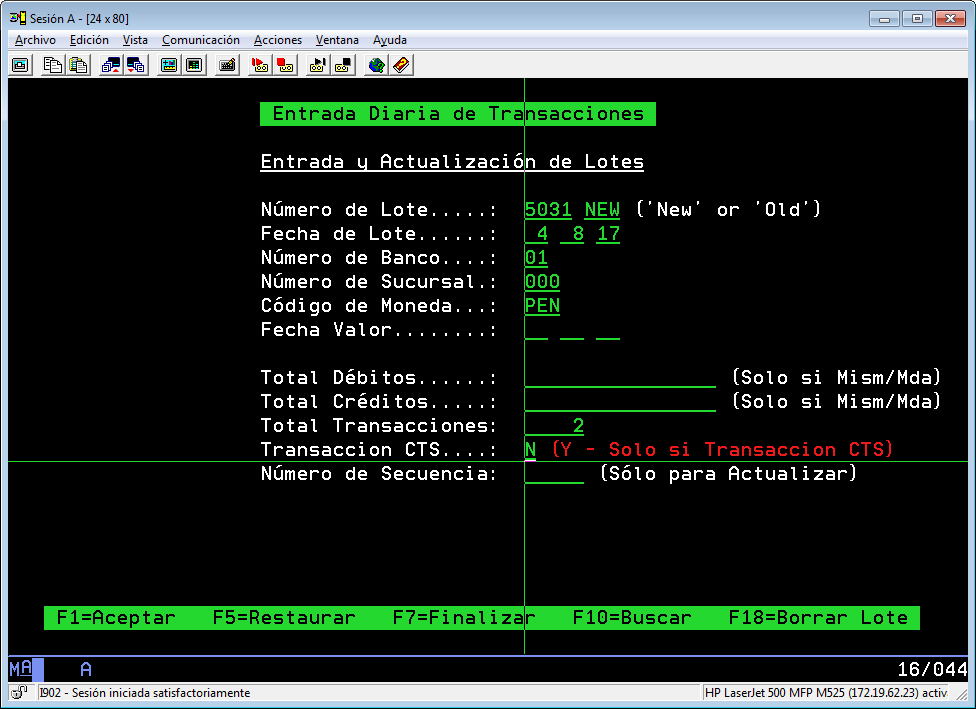 Sesión A - [24 x 80]
Archivo Edición Vista Comunicación Acciones Ventana Ayuda
Entrada Diaria de Transacciones
Entrada y Actualización de Lotes
Número de Lote.....: 5031 NEW ('New' or 'Old')
Fecha de Lote......: 4 8 17
Número de Banco....: 01
Número de Sucursal.: 000
Código de Moneda...: PEN
Fecha Valor........:
Total Débitos......: (Solo si Mism/Mda)
Total Créditos.....: (Solo si Mism/Mda)
Total Transacciones: 2
Transaccion CTS....: N (Y - Solo si Transaccion CTS)
Número de Secuencia: (Sólo para Actualizar)
F1=Aceptar F5=Restaurar F7=Finalizar F10=Buscar F18=Borrar Lote
MA A 16/044
I902 - Sesión iniciada satisfactoriamente HP LaserJet 500 MFP M525 (172.19.62.23) activ